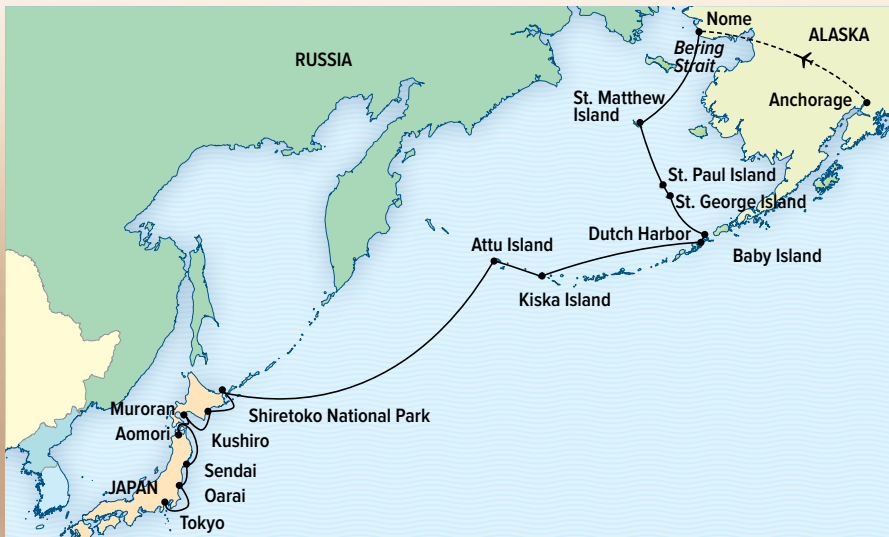 Nome
ALASKA
RUSSIA
Bering
Strait
St. Matthew
Island
Anchorage
St. Paul Island
St. George Island
Dutch Harbor
Attu Island
Baby Island
Kiska Island
Muroran
Shiretoko National Park
Aomori
Kushiro
Sendai
JAPAN
Oarai
Tokyo